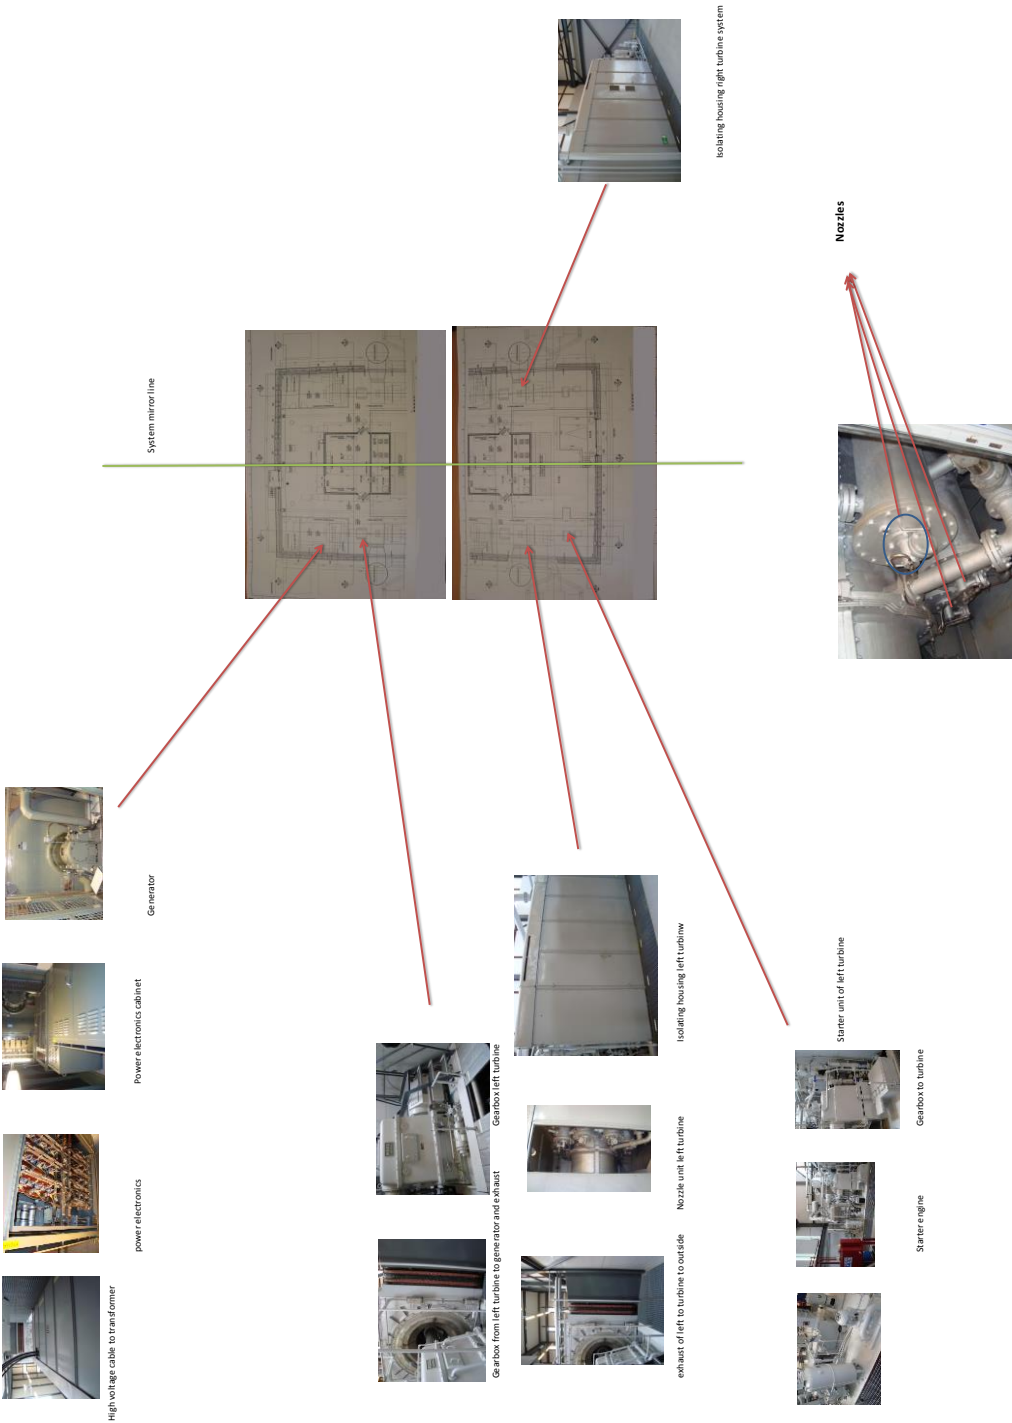 Isolating housing right turbine system
Nozzles
System mirror line
Generator
Power electronics cabinet
power electronics
High voltage cable to transformer
Gearbox left turbine
Gearbox from left turbine to generator and exhaust
Isolating housing left turbinw
Nozzle unit left turbine
exhaust of left to turbine to outside
Starter unit of left turbine
Gearbox to turbine
Starter engine